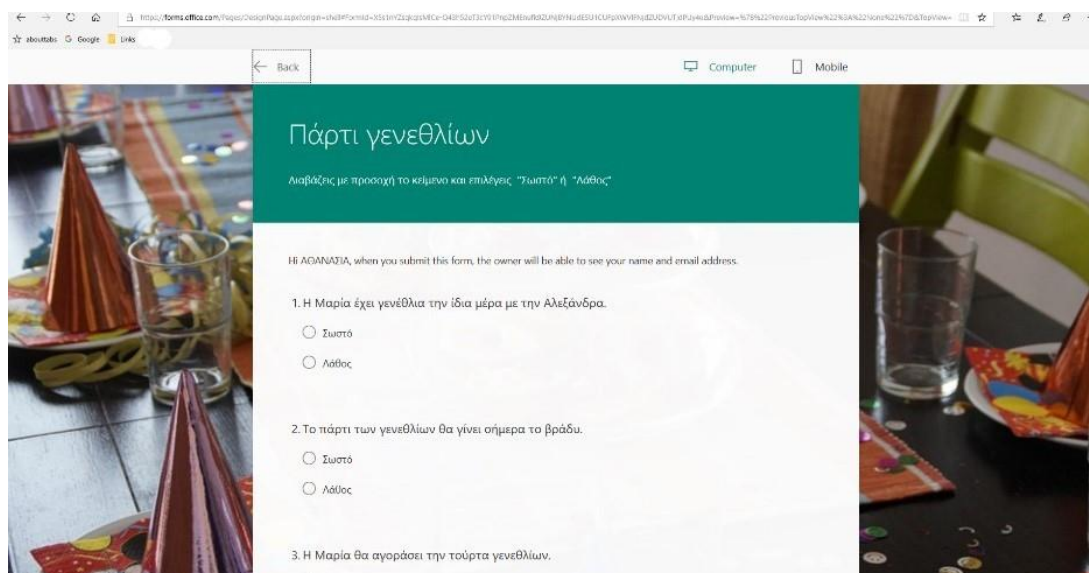 abouttabs Google Links
Back Computer Mobile
Πάρτι γενεθλίων
Διαβάζεις με προσοχή το κείμενο και επιλέγεις "Σωστό" ή "Λάθος"
Hi ΑΘΑΝΑΣΙΑ, when you submit this form, the owner will be able to see your name and email address.
1. Η Μαρία έχει γενέθλια την ίδια μέρα με την Αλεξάνδρα.
Σωστό
Λάθος
2. Το πάρτι των γενεθλίων θα γίνει σήμερα το βράδυ.
Σωστό
Λάθος
3. Η Μαρία θα αγοράσει την τούρτα γενεθλίων.